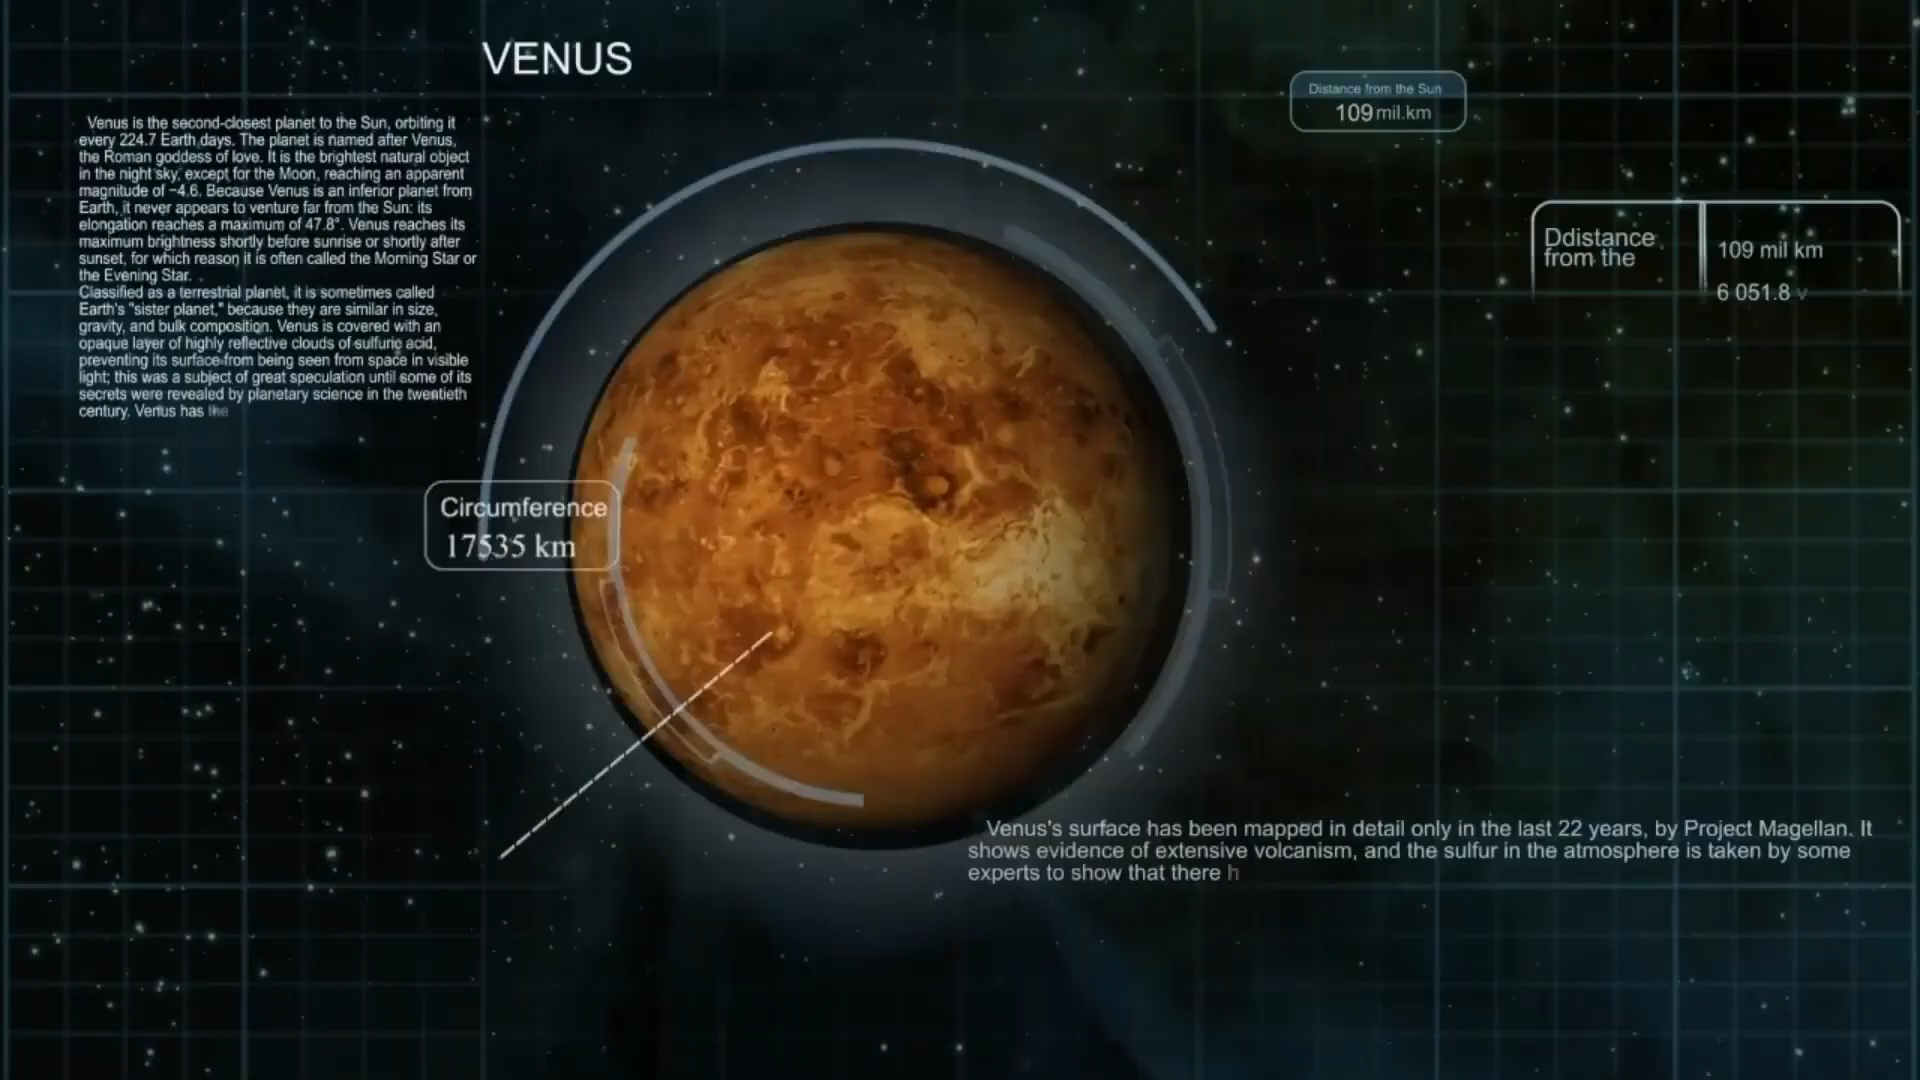 VENUS
Venus is the second-closest planet to the Sun, orbiting it
every 224.7 Earth days. The planet is named after Venus,
the Roman goddess of love. It is the brightest natural object
in the night sky, except for the Moon, reaching an apparent
magnitude of −4.6. Because Venus is an inferior planet from
Earth, it never appears to venture far from the Sun: its
elongation reaches a maximum of 47.8°. Venus reaches its
maximum brightness shortly before sunrise or shortly after
sunset, for which reason it is often called the Morning Star or
the Evening Star.
Classified as a terrestrial planet, it is sometimes called
Earth's "sister planet," because they are similar in size,
gravity, and bulk composition. Venus is covered with an
opaque layer of highly reflective clouds of sulfuric acid,
preventing its surface from being seen from space in visible
light; this was a subject of great speculation until some of its
secrets were revealed by planetary science in the twentieth
century. Venus has the
Distance from the Sun
109 mil.km
Ddistance
from the
109 mil km
6 051.8 v
Circumference
17535 km
Venus's surface has been mapped in detail only in the last 22 years, by Project Magellan. It
shows evidence of extensive volcanism, and the sulfur in the atmosphere is taken by some
experts to show that there h